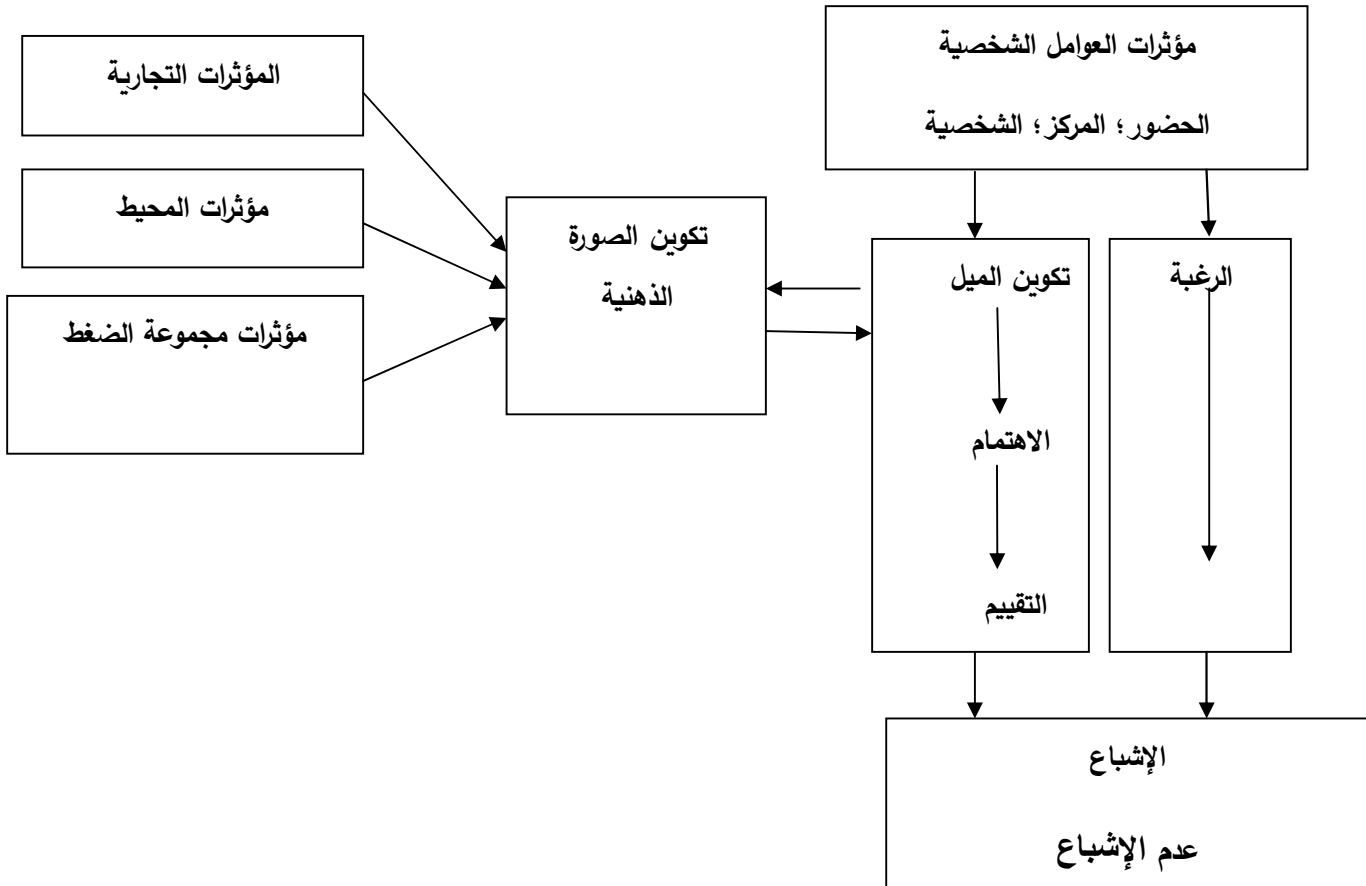 مؤثرات العوامل الشخصية
الحضور؛ المركز؛ الشخصية
المؤثرات التجارية
مؤثرات المحيط
مؤثرات مجموعة الضغط
تكوين الصورة
الذهنية
تكوين الميل
الاهتمام
التقييم
الرغبة
الإشباع
عدم الإشباع